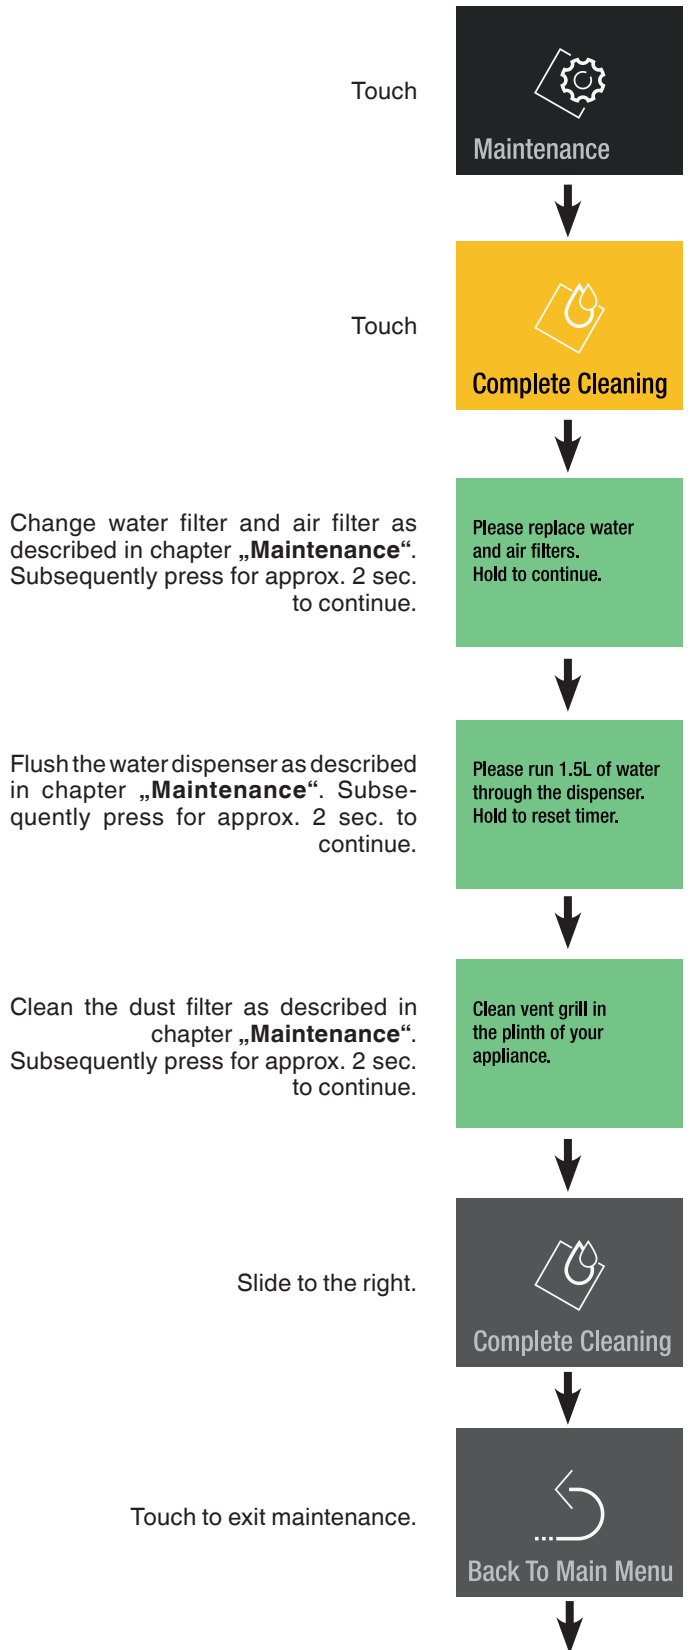 Touch
Maintenance
Touch
Complete Cleaning
Change water filter and air filter as
described in chapter „Maintenance“.
Subsequently press for approx. 2 sec.
to continue.
Please replace water
and air filters.
Hold to continue.
Flush the water dispenser as described
in chapter „Maintenance“. Subse-
quently press for approx. 2 sec. to
continue.
Please run 1.5L of water
through the dispenser.
Hold to reset timer.
Clean the dust filter as described in
chapter „Maintenance“.
Subsequently press for approx. 2 sec.
to continue.
Clean vent grill in
the plinth of your
appliance.
Slide to the right.
Complete Cleaning
Touch to exit maintenance.
Back To Main Menu